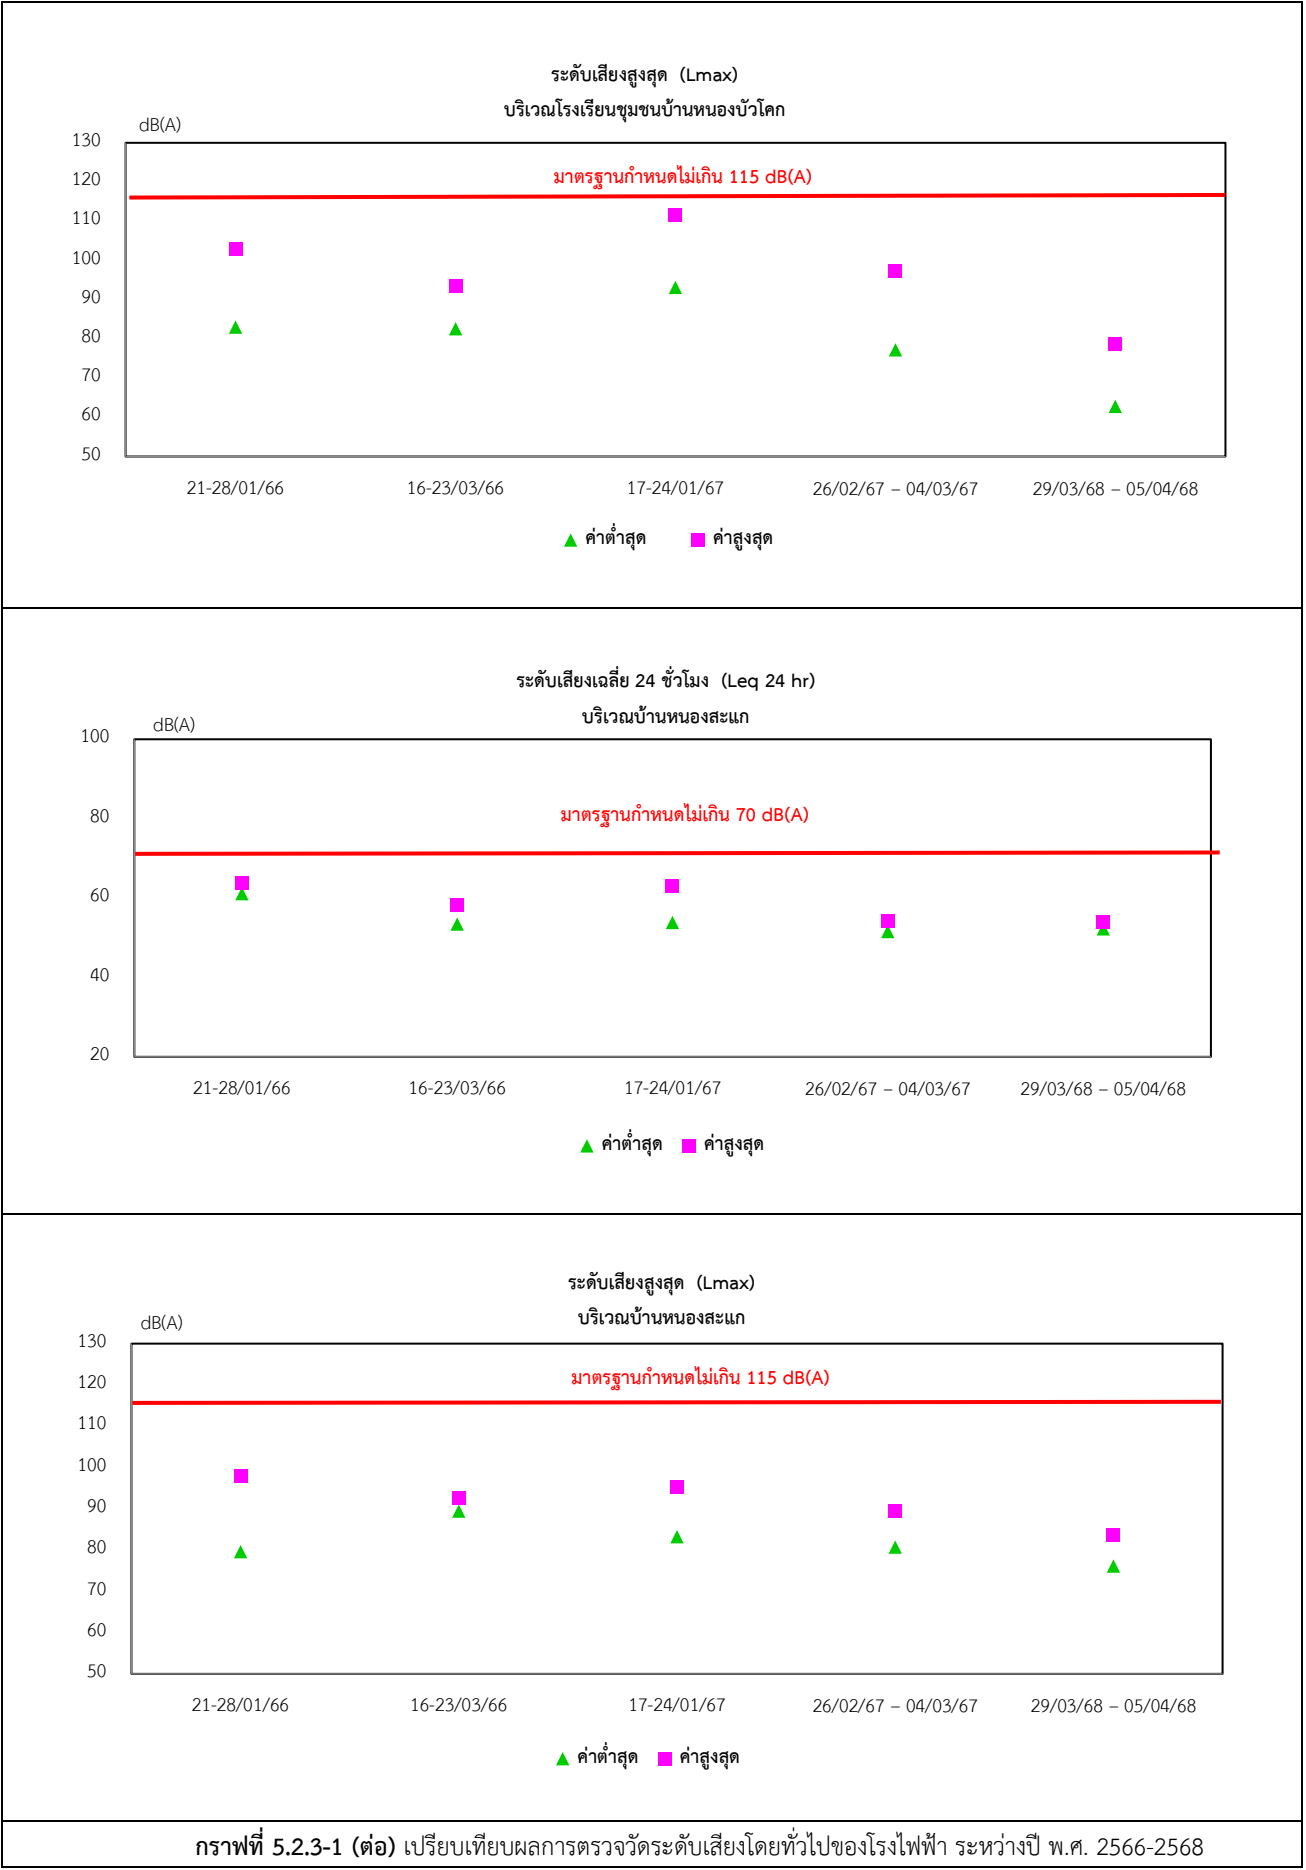 ระดับเสียงสูงสุด (Lmax)
บริเวณโรงเรียนชุมชนบ้านหนองบัวโคก
dB(A)
130
120
110
100
90
80
70
60
50
มาตรฐานกำหนดไม่เกิน 115 dB(A)
21-28/01/66 16-23/03/66 17-24/01/67 26/02/67 – 04/03/67 29/03/68 – 05/04/68
ค่าต่ำสุด ค่าสูงสุด
ระดับเสียงเฉลี่ย 24 ชั่วโมง (Leq 24 hr)
บริเวณบ้านหนองสะแก
dB(A)
100
80
60
40
20
มาตรฐานกำหนดไม่เกิน 70 dB(A)
21-28/01/66 16-23/03/66 17-24/01/67 26/02/67 – 04/03/67 29/03/68 – 05/04/68
ค่าต่ำสุด ค่าสูงสุด
ระดับเสียงสูงสุด (Lmax)
บริเวณบ้านหนองสะแก
dB(A)
130
120
110
100
90
80
70
60
50
มาตรฐานกำหนดไม่เกิน 115 dB(A)
21-28/01/66 16-23/03/66 17-24/01/67 26/02/67 – 04/03/67 29/03/68 – 05/04/68
ค่าต่ำสุด ค่าสูงสุด
กราฟที่ 5.2.3-1 (ต่อ) เปรียบเทียบผลการตรวจวัดระดับเสียงโดยทั่วไปของโรงไฟฟ้า ระหว่างปี พ.ศ. 2566-2568